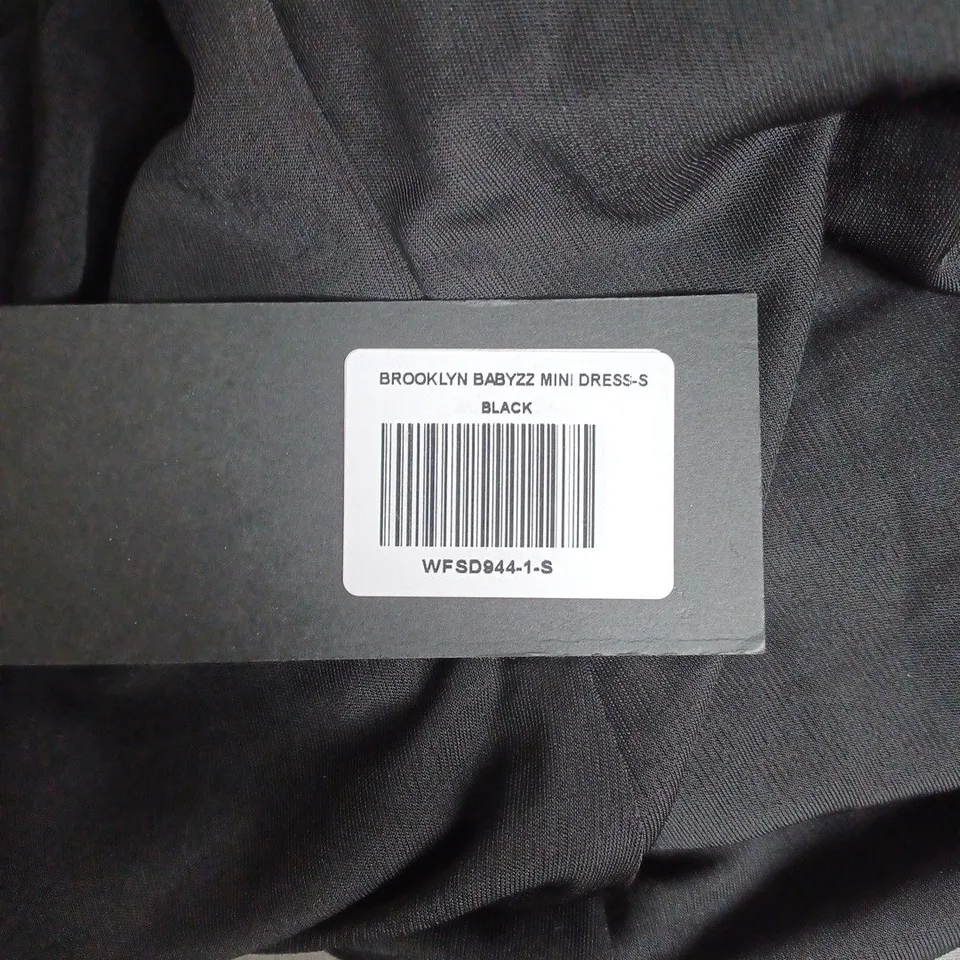 BROOKLYN BABYZZ MINI DRESS-S
BLACK
WFSD944-1-S